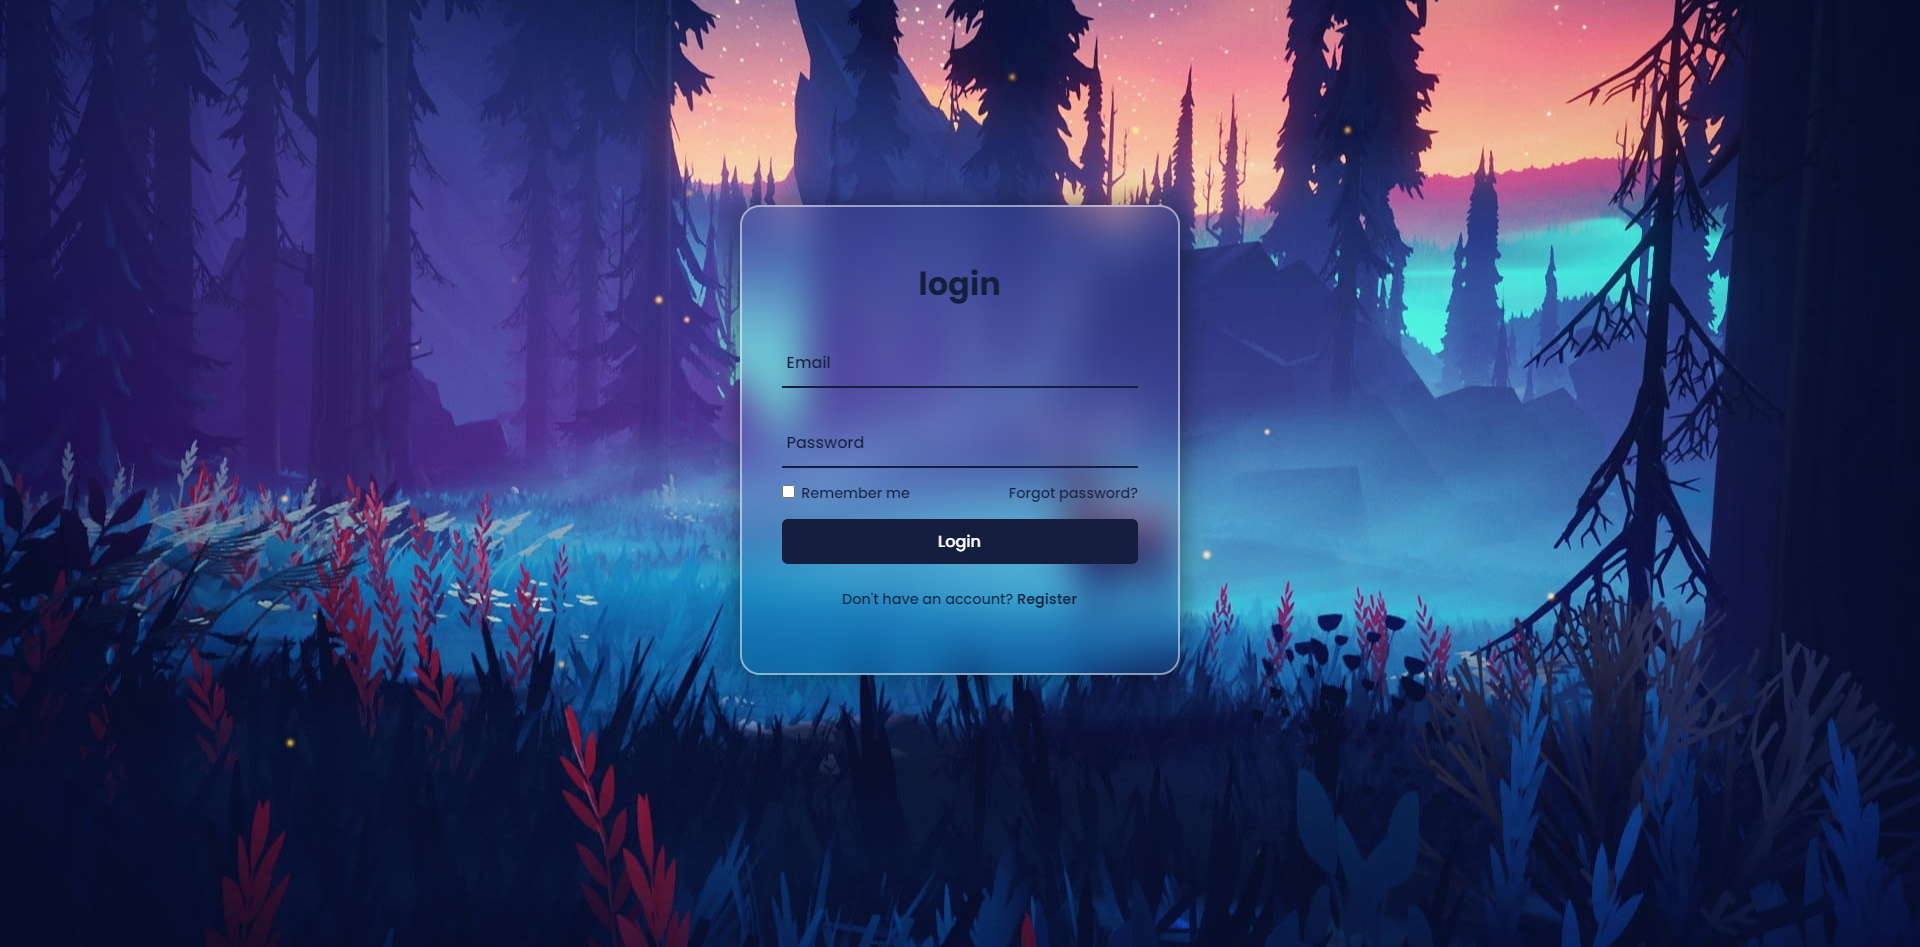 login
Email
Password
Remember me Forgot password?
Login
Don't have an account? Register